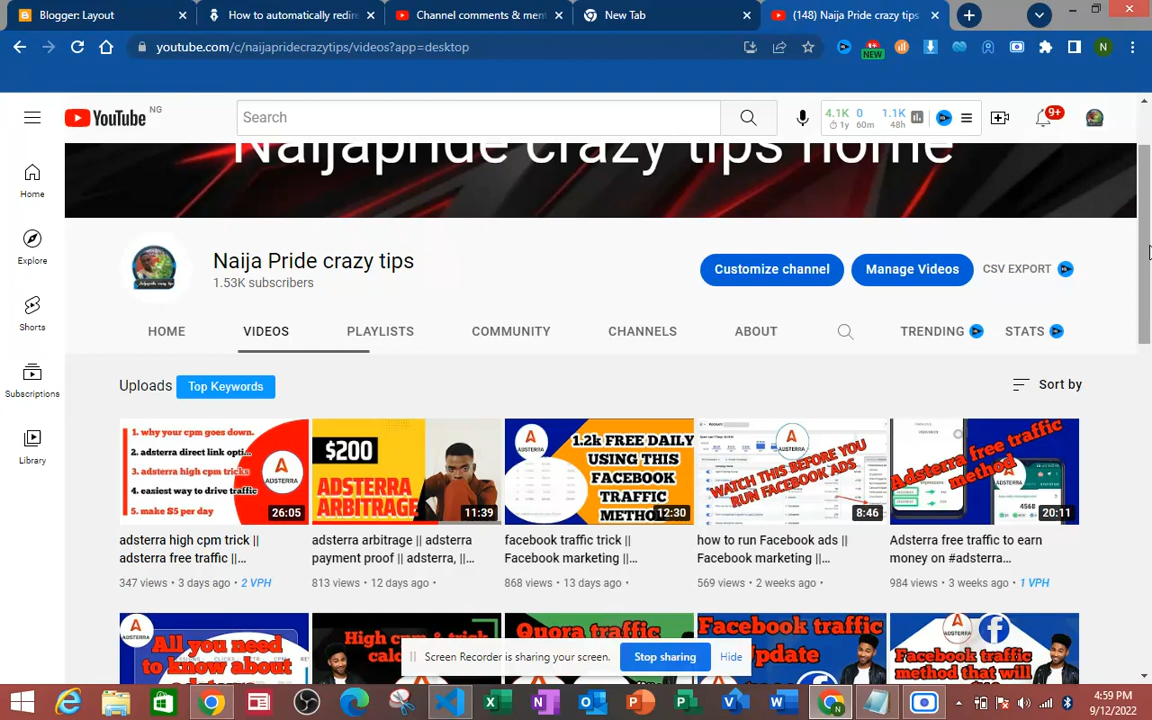 Blogger: Layout
How to automatically redire
Channel comments & ment
New Tab
(148) Naija Pride crazy tips
youtube.com/c/naijapridecrazytips/videos?app=desktop
NEW
N
YouTube NG
Search
4.1K 0 1.1K
1y 60m 48h
9+
Naijapride crazy tips home
Home
Explore
Shorts
Subscriptions
Library
Naija Pride crazy tips
1.53K subscribers
Customize channel
Manage Videos
CSV EXPORT
HOME
VIDEOS
PLAYLISTS
COMMUNITY
CHANNELS
ABOUT
TRENDING
STATS
Uploads
Top Keywords
Sort by
1. why your cpm goes down.
2. adsterra direct link opti...
3. adsterra high cpm tricks
4. easiest way to drive traffic
5. make $5 per day
ADSTERRA
26:05
adsterra high cpm trick ||
adsterra free traffic ||...
347 views • 3 days ago • 2 VPH
$200
ADSTERRA
ARBITRAGE
11:39
adsterra arbitrage || adsterra
payment proof || adsterra, ||...
813 views • 12 days ago •
ADSTERRA
1.2k FREE DAILY
USING THIS
FACEBOOK
TRAFFIC
METHOD
12:30
facebook traffic trick ||
Facebook marketing ||...
868 views • 13 days ago •
ADSTERRA
WATCH THIS BEFORE YOU
RUN FACEBOOK ADS
8:46
how to run Facebook ads ||
Facebook marketing ||...
569 views • 2 weeks ago •
Adsterra free traffic
method
ADSTERRA
4568
20:11
Adsterra free traffic to earn
money on #adsterra...
984 views • 3 weeks ago • 1 VPH
ADSTERRA
All you need
to know about
High cpm & trick
Quora traffic
Facebook traffic
Update
ADSTERRA
Facebook traffic
method that will
Screen Recorder is sharing your screen.
Stop sharing
Hide
4:59 PM
9/12/2022